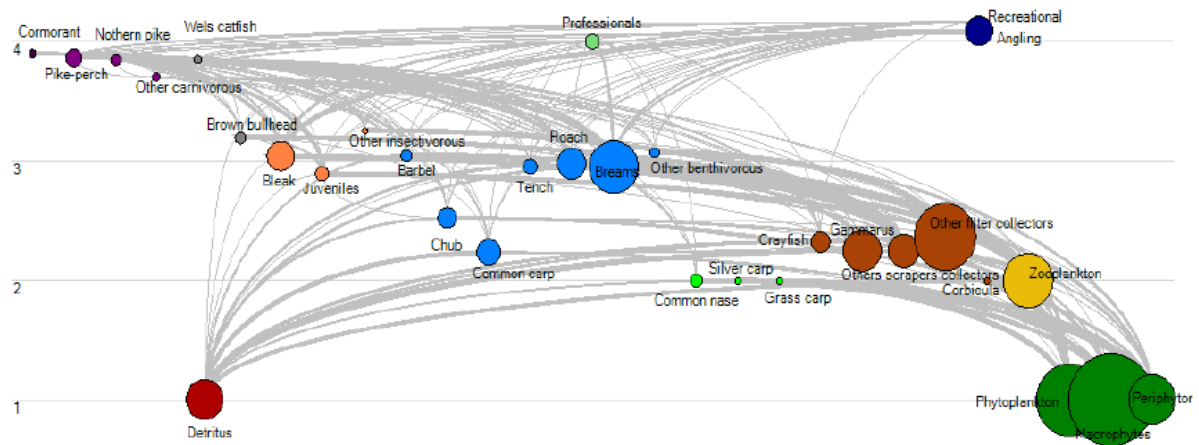 Cormorant
Nothern pike
Wels catfish
Professionals
Recreational
Angling
4
Pike-perch
Other carnivorous
Brown bullhead
Other insectivorous
Roach
3
Bleak
Juveniles
Barbel
Tench
Breams
Other benthivorous
Chub
Common carp
Crayfish
Gammarus
Other filter collectors
Others scrapers collectors
Zooplankton
2
Common nase
Silver carp
Grass carp
Corbicula
1
Detritus
Phytoplankton
Macrophytes
Periphyton